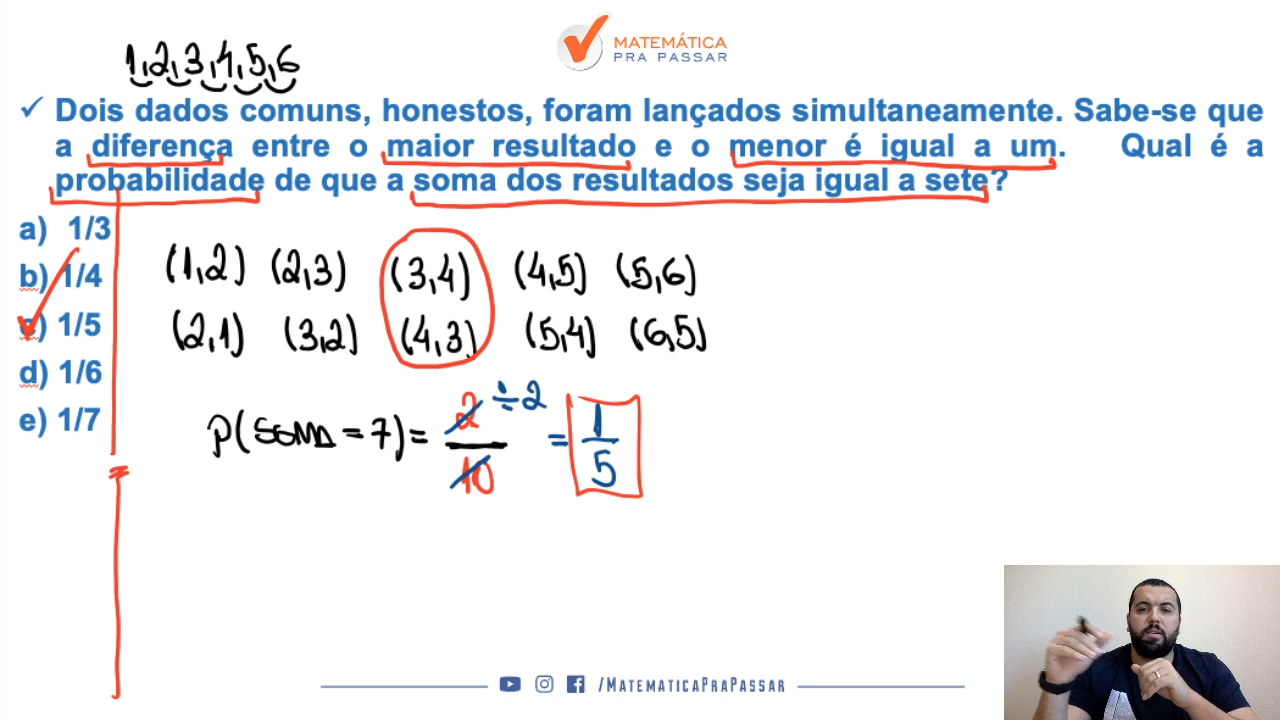 MATEMÁTICA
PRA PASSAR
1,2,3,4,5,6
✓ Dois dados comuns, honestos, foram lançados simultaneamente. Sabe-se que
a diferença entre o maior resultado e o menor é igual a um. Qual é a
probabilidade de que a soma dos resultados seja igual a sete?
a) 1/3
b) 1/4
c) 1/5
d) 1/6
e) 1/7
(1,2) (2,3) (3,4) (4,5) (5,6)
(2,1) (3,2) (4,3) (5,4) (6,5)
P(SOMA = 7) = 2/10 ÷2 = 1/5
/MATEMATICAPRAPASSAR